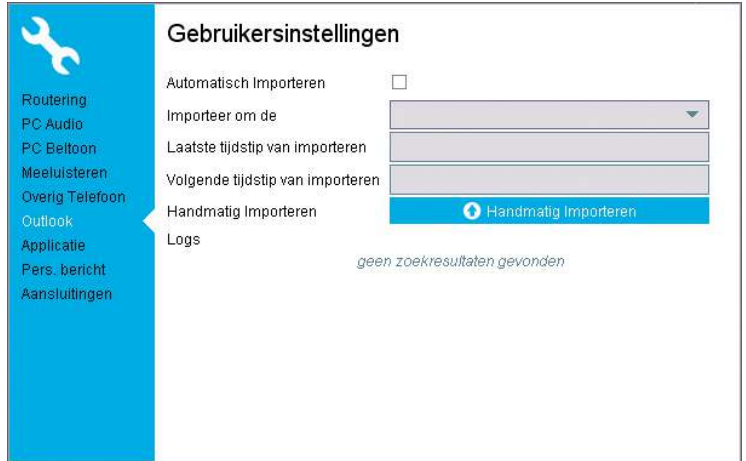 Gebruikersinstellingen
Routering
PC Audio
PC Beltoon
Meeluisteren
Overig Telefoon
Outlook
Applicatie
Pers. bericht
Aansluitingen
Automatisch Importeren
Importeer om de
Laatste tijdstip van importeren
Volgende tijdstip van importeren
Handmatig Importeren Handmatig Importeren
Logs
geen zoekresultaten gevonden